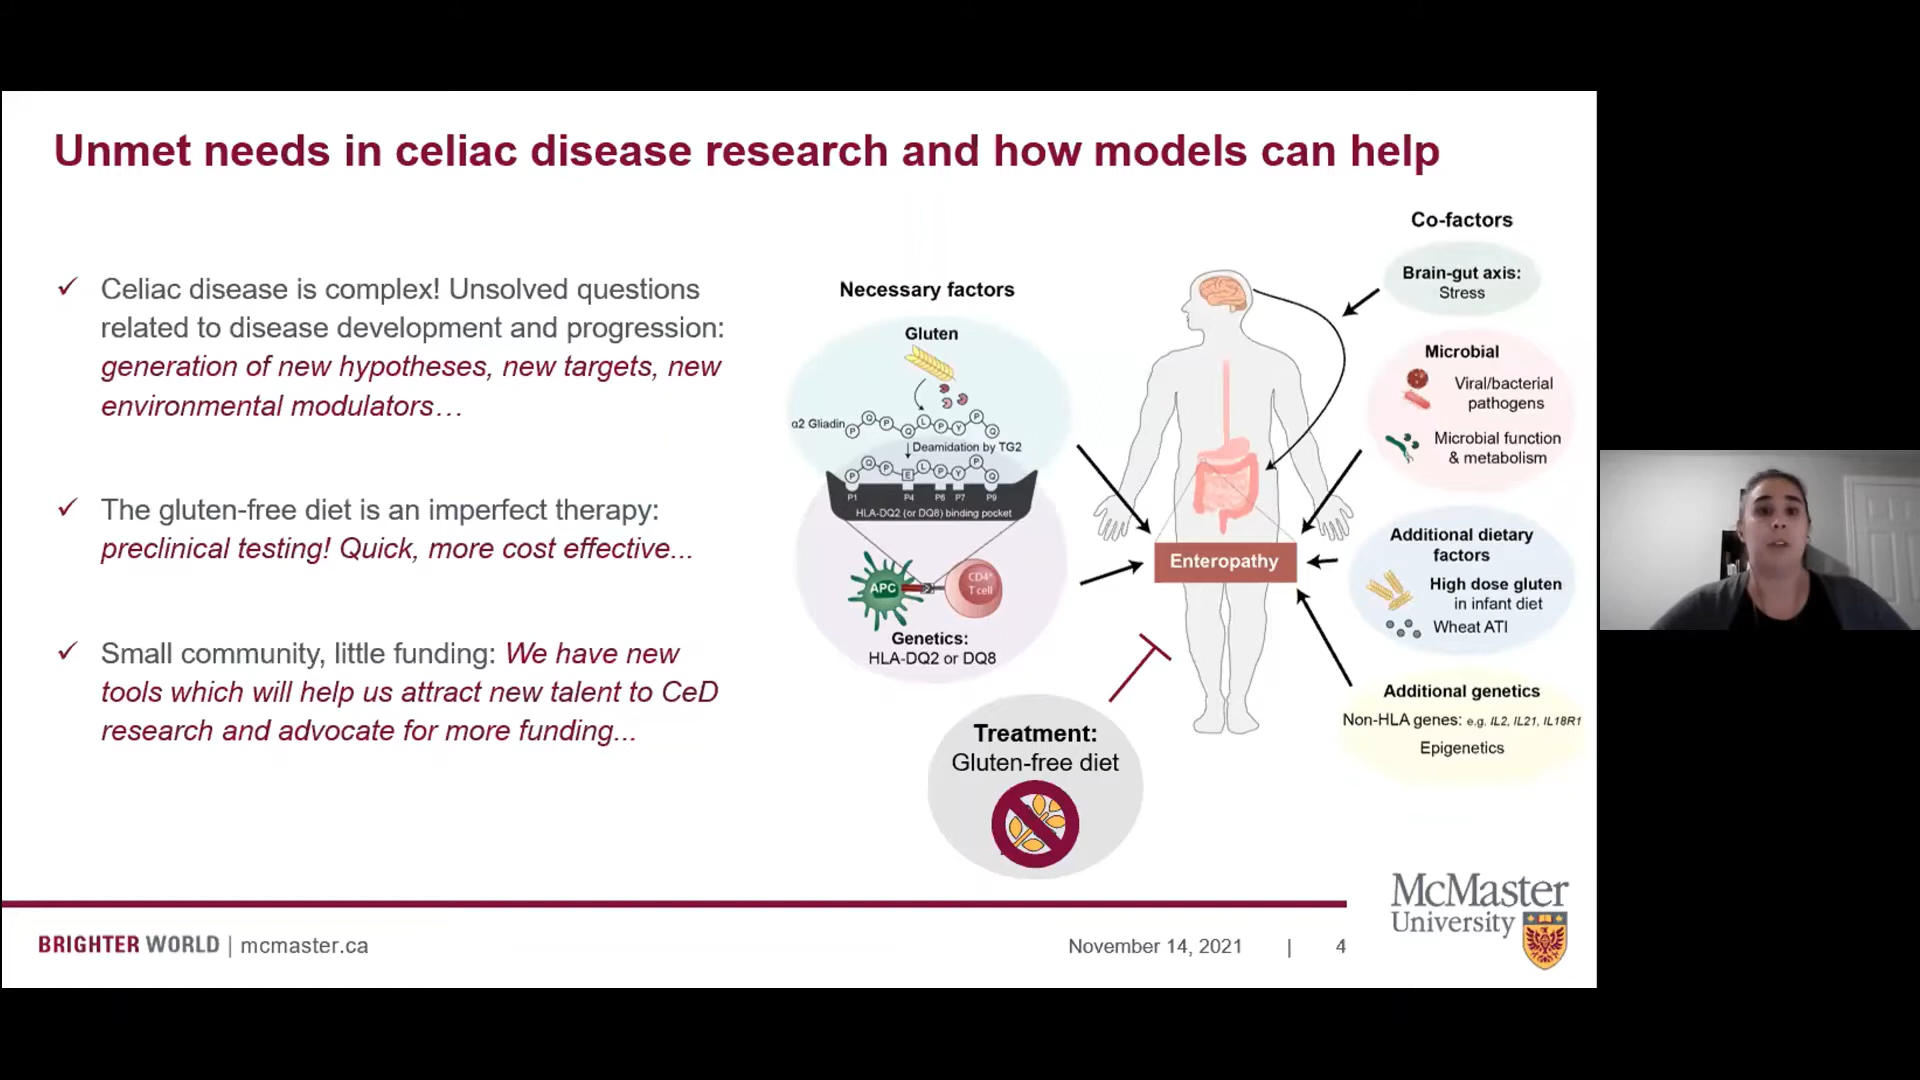 Unmet needs in celiac disease research and how models can help
✓ Celiac disease is complex! Unsolved questions
related to disease development and progression:
generation of new hypotheses, new targets, new
environmental modulators…
✓ The gluten-free diet is an imperfect therapy:
preclinical testing! Quick, more cost effective...
✓ Small community, little funding: We have new
tools which will help us attract new talent to CeD
research and advocate for more funding...
Necessary factors
Gluten
α2 Gliadin
P Q P Q L P Y P Q
Deamidation by TG2
P Q P E L P Y P Q
P1 P4 P6 P7 P9
HLA-DQ2 (or DQ8) binding pocket
APC
CD4+
T cell
Genetics:
HLA-DQ2 or DQ8
Treatment:
Gluten-free diet
Enteropathy
Co-factors
Brain-gut axis:
Stress
Microbial
Viral/bacterial
pathogens
Microbial function
& metabolism
Additional dietary
factors
High dose gluten
in infant diet
Wheat ATI
Additional genetics
Non-HLA genes: e.g. IL2, IL21, IL18R1
Epigenetics
BRIGHTER WORLD | mcmaster.ca
November 14, 2021 | 4
McMaster
University